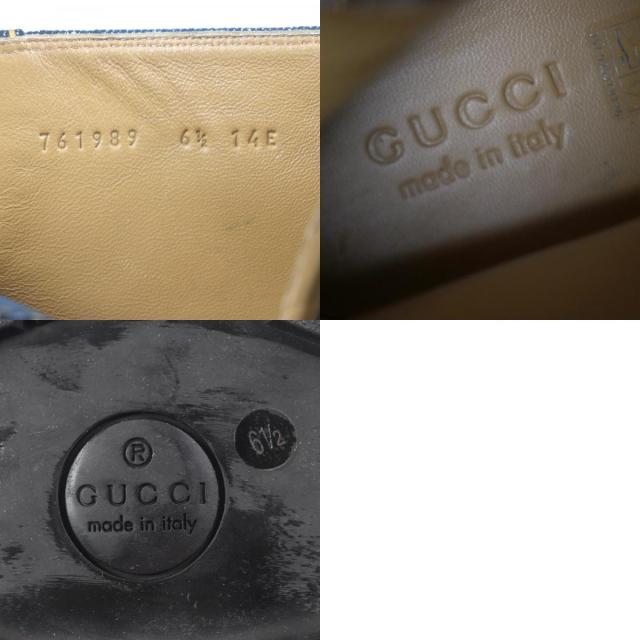 761989 6½ 14E
GUCCI
made in italy
®
GUCCI
made in italy
6½